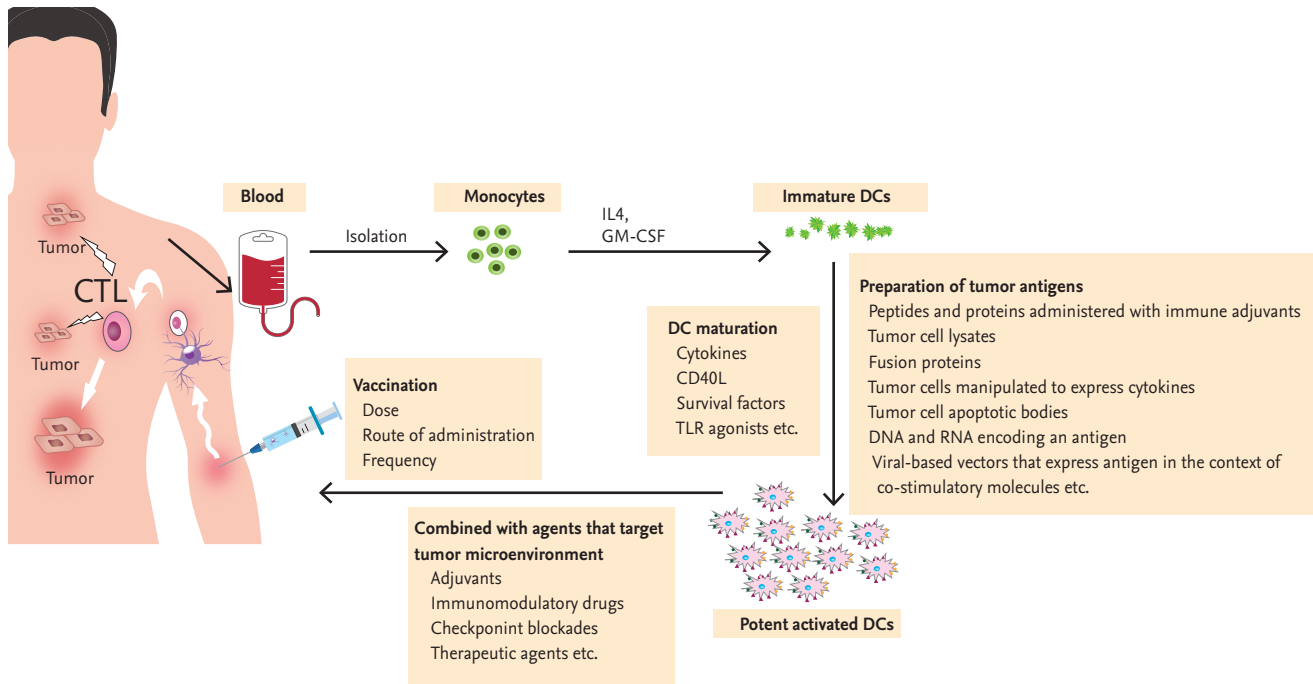 Blood
Monocytes
Immature DCs
Isolation
IL4,
GM-CSF
Tumor
CTL
Tumor
Tumor
Preparation of tumor antigens
Peptides and proteins administered with immune adjuvants
Tumor cell lysates
Fusion proteins
Tumor cells manipulated to express cytokines
Tumor cell apoptotic bodies
DNA and RNA encoding an antigen
Viral-based vectors that express antigen in the context of
co-stimulatory molecules etc.
DC maturation
Cytokines
CD40L
Survival factors
TLR agonists etc.
Vaccination
Dose
Route of administration
Frequency
Combined with agents that target
tumor microenvironment
Adjuvants
Immunomodulatory drugs
Checkponint blockades
Therapeutic agents etc.
Potent activated DCs